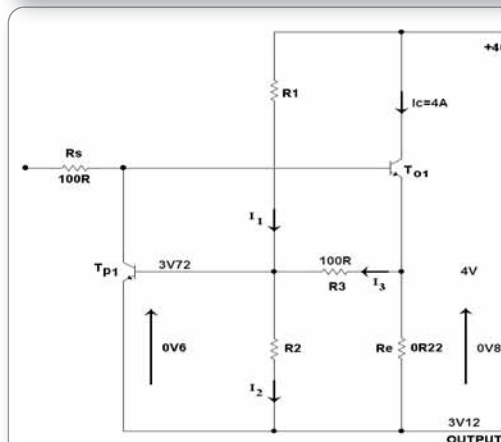 R1
Ic=4A
Rs
100R
To1
I1
Tp1
3V72
100R
R3
I3
4V
0V6
R2
Re
0R22
0V8
I2
3V12
OUTPUT